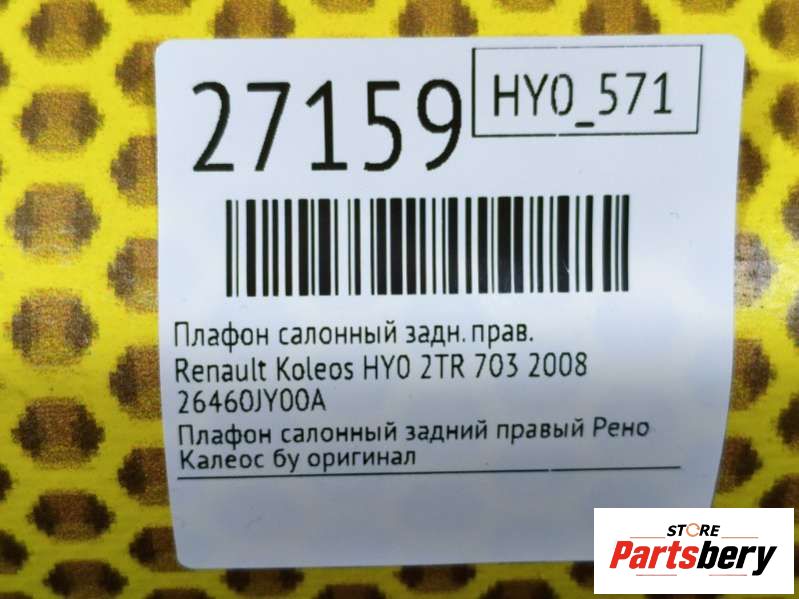 27159
HY0_571
Плафон салонный задн. прав.
Renault Koleos HY0 2TR 703 2008
26460JY00A
Плафон салонный задний правый Рено
Калеос бу оригинал
STORE
Partsbery